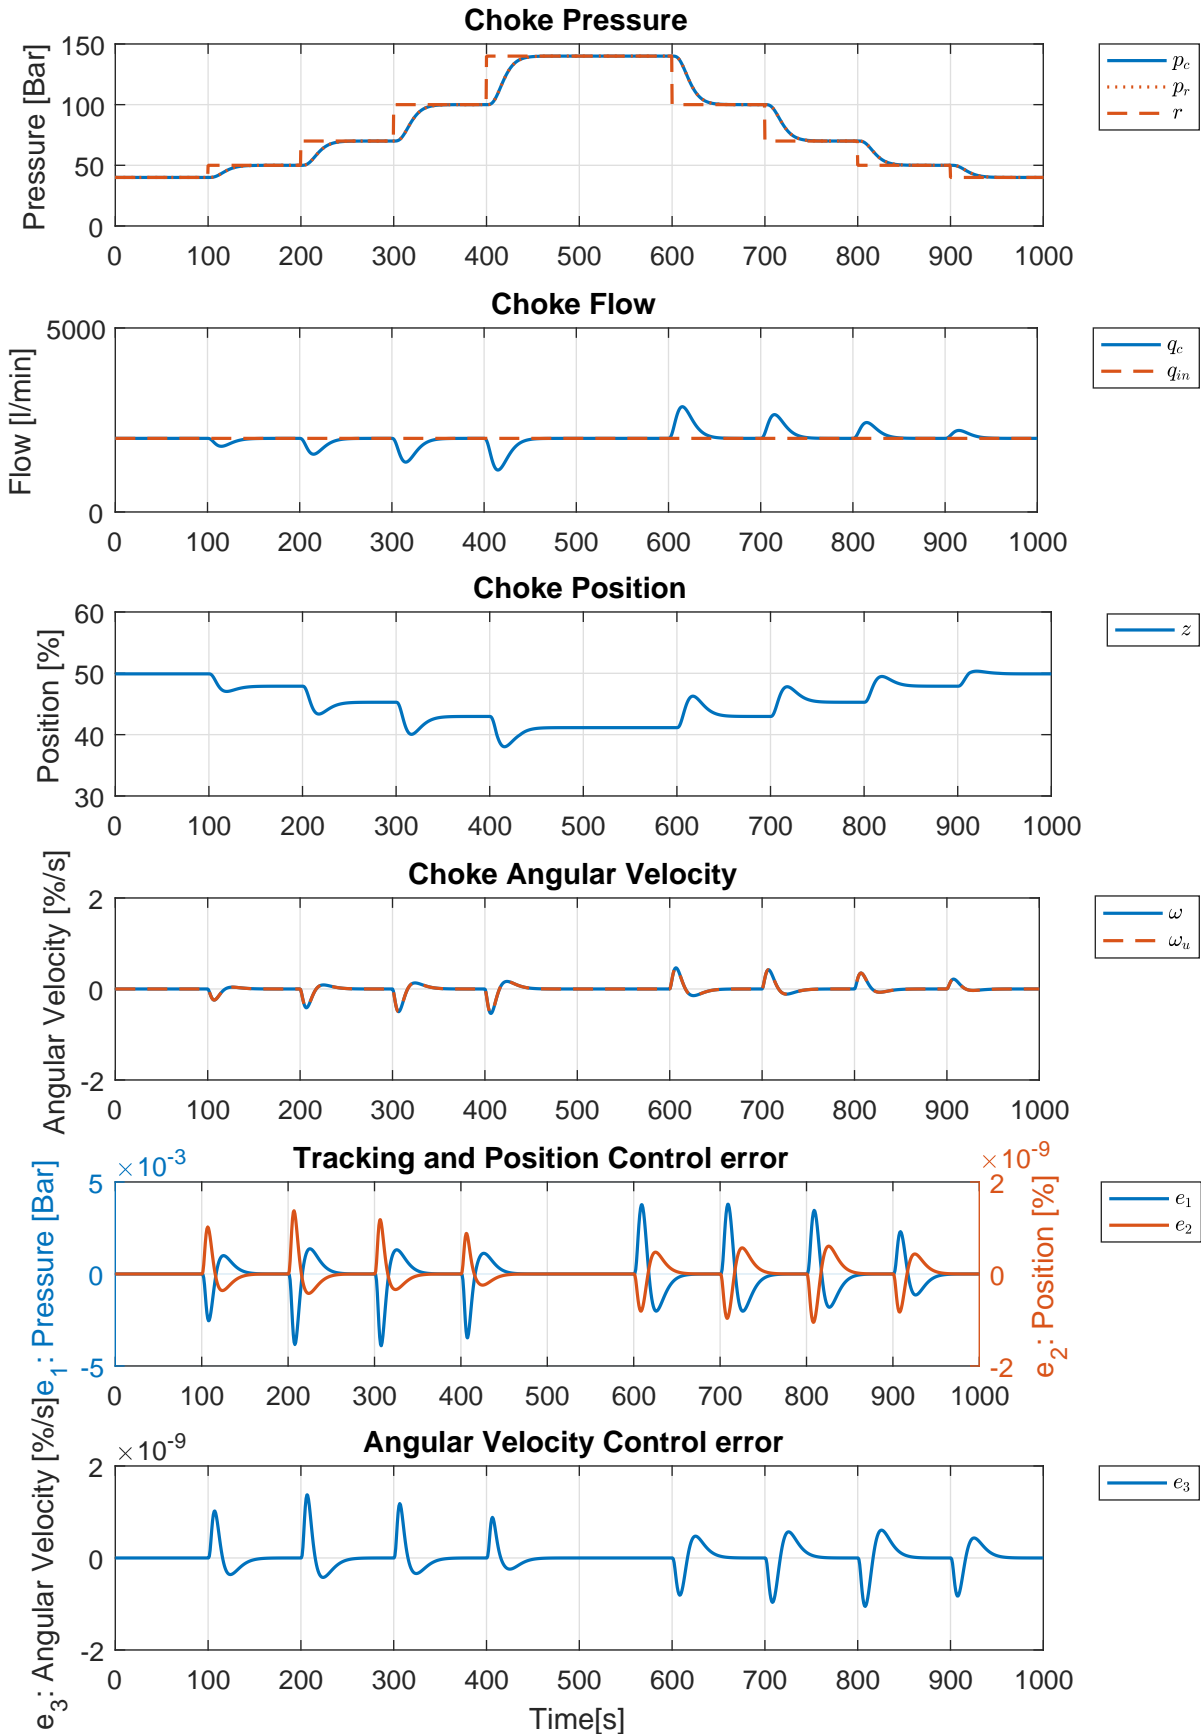 Choke Pressure
Pressure [Bar]
150
100
50
0
0 100 200 300 400 500 600 700 800 900 1000
p_c
p_r
r
Choke Flow
Flow [l/min]
5000
0
0 100 200 300 400 500 600 700 800 900 1000
q_c
q_in
Choke Position
Position [%]
60
50
40
30
0 100 200 300 400 500 600 700 800 900 1000
z
Choke Angular Velocity
Angular Velocity [%/s]
2
0
-2
0 100 200 300 400 500 600 700 800 900 1000
ω
ω_u
Tracking and Position Control error
×10^-3
×10^-9
e_1: Pressure [Bar]
5
0
-5
2
0
-2
e_2: Position [%]
0 100 200 300 400 500 600 700 800 900 1000
e_1
e_2
Angular Velocity Control error
×10^-9
e_3: Angular Velocity [%/s]
2
0
-2
0 100 200 300 400 500 600 700 800 900 1000
e_3
Time[s]